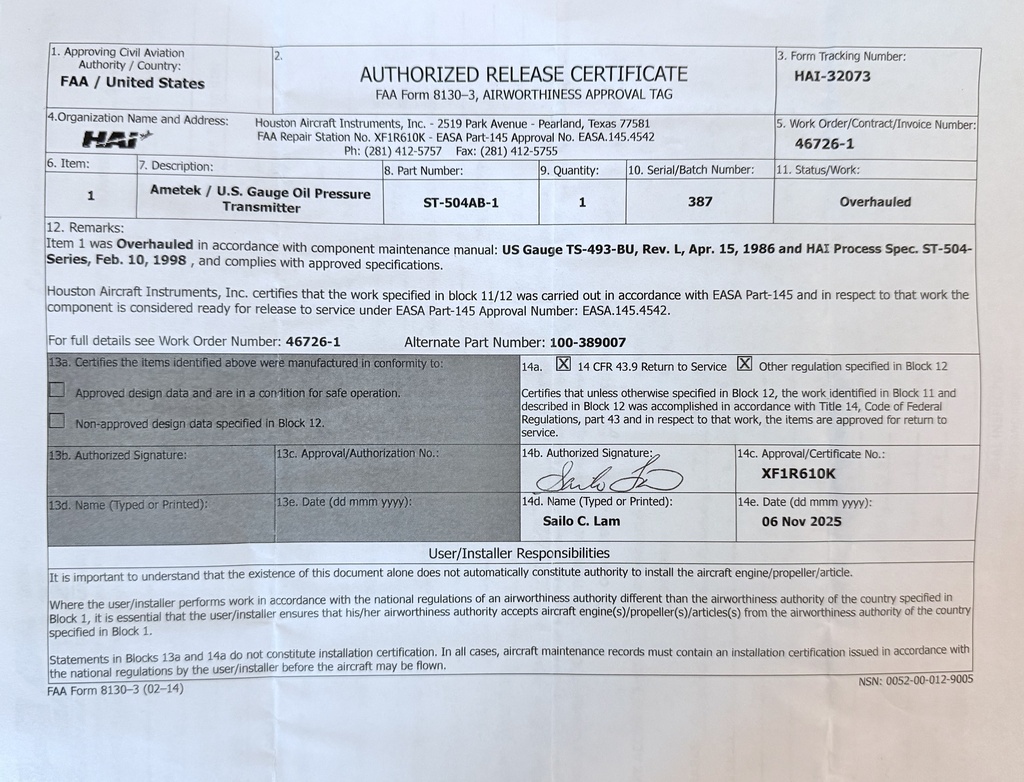 1. Approving Civil Aviation
Authority / Country:
FAA / United States
2.
AUTHORIZED RELEASE CERTIFICATE
FAA Form 8130–3, AIRWORTHINESS APPROVAL TAG
3. Form Tracking Number:
HAI-32073
4.Organization Name and Address:
HAi
Houston Aircraft Instruments, Inc. - 2519 Park Avenue - Pearland, Texas 77581
FAA Repair Station No. XF1R610K - EASA Part-145 Approval No. EASA.145.4542
Ph: (281) 412-5757 Fax: (281) 412-5755
5. Work Order/Contract/Invoice Number:
46726-1
6. Item:
1
7. Description:
Ametek / U.S. Gauge Oil Pressure
Transmitter
8. Part Number:
ST-504AB-1
9. Quantity:
1
10. Serial/Batch Number:
387
11. Status/Work:
Overhauled
12. Remarks:
Item 1 was Overhauled in accordance with component maintenance manual: US Gauge TS-493-BU, Rev. L, Apr. 15, 1986 and HAI Process Spec. ST-504-
Series, Feb. 10, 1998 , and complies with approved specifications.
Houston Aircraft Instruments, Inc. certifies that the work specified in block 11/12 was carried out in accordance with EASA Part-145 and in respect to that work the
component is considered ready for release to service under EASA Part-145 Approval Number: EASA.145.4542.
For full details see Work Order Number: 46726-1 Alternate Part Number: 100-389007
13a. Certifies the items identified above were manufactured in conformity to:
Approved design data and are in a condition for safe operation.
Non-approved design data specified in Block 12.
14a. X 14 CFR 43.9 Return to Service X Other regulation specified in Block 12
Certifies that unless otherwise specified in Block 12, the work identified in Block 11 and
described in Block 12 was accomplished in accordance with Title 14, Code of Federal
Regulations, part 43 and in respect to that work, the items are approved for return to
service.
13b. Authorized Signature:
13c. Approval/Authorization No.:
14b. Authorized Signature:
14c. Approval/Certificate No.:
XF1R610K
13d. Name (Typed or Printed):
13e. Date (dd mmm yyyy):
14d. Name (Typed or Printed):
Sailo C. Lam
14e. Date (dd mmm yyyy):
06 Nov 2025
User/Installer Responsibilities
It is important to understand that the existence of this document alone does not automatically constitute authority to install the aircraft engine/propeller/article.
Where the user/installer performs work in accordance with the national regulations of an airworthiness authority different than the airworthiness authority of the country specified in
Block 1, it is essential that the user/installer ensures that his/her airworthiness authority accepts aircraft engine(s)/propeller(s)/articles(s) from the airworthiness authority of the country
specified in Block 1.
Statements in Blocks 13a and 14a do not constitute installation certification. In all cases, aircraft maintenance records must contain an installation certification issued in accordance with
the national regulations by the user/installer before the aircraft may be flown.
FAA Form 8130–3 (02–14)
NSN: 0052-00-012-9005